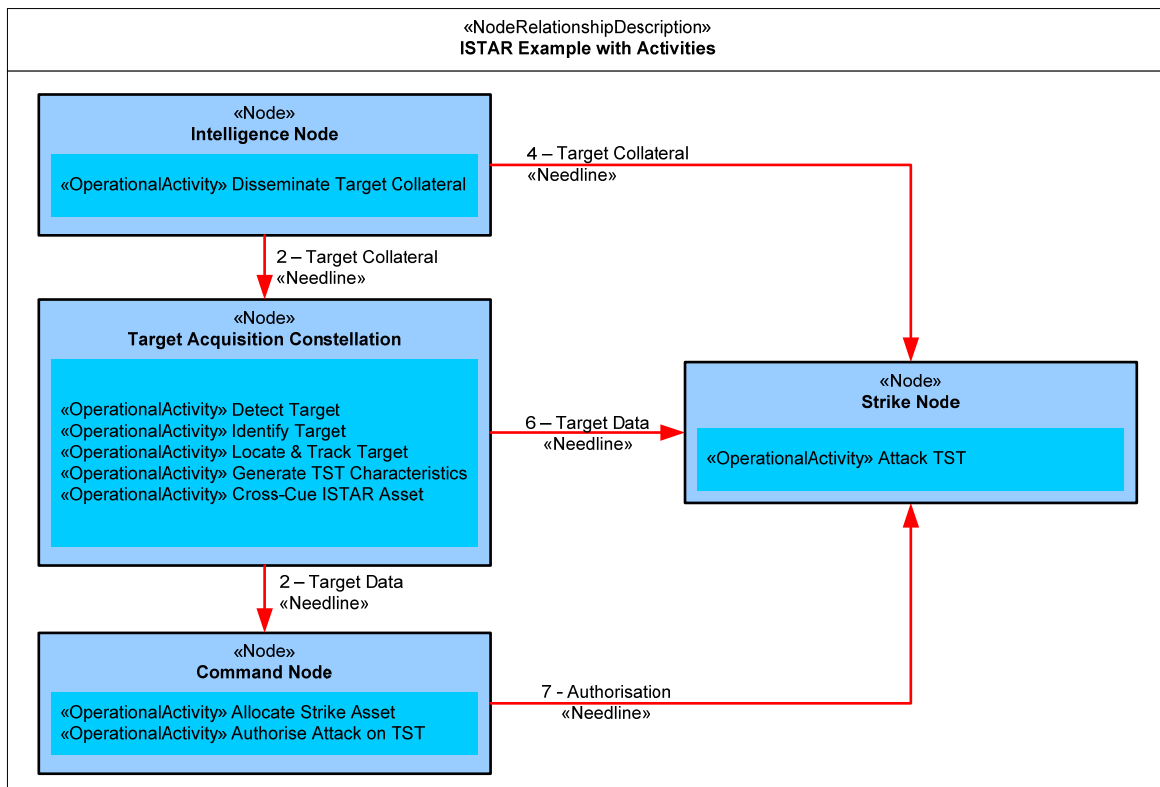 «NodeRelationshipDescription»
ISTAR Example with Activities
«Node»
Intelligence Node
«OperationalActivity» Disseminate Target Collateral
4 – Target Collateral
«Needline»
2 – Target Collateral
«Needline»
«Node»
Target Acquisition Constellation
«OperationalActivity» Detect Target
«OperationalActivity» Identify Target
«OperationalActivity» Locate & Track Target
«OperationalActivity» Generate TST Characteristics
«OperationalActivity» Cross-Cue ISTAR Asset
6 – Target Data
«Needline»
«Node»
Strike Node
«OperationalActivity» Attack TST
2 – Target Data
«Needline»
«Node»
Command Node
«OperationalActivity» Allocate Strike Asset
«OperationalActivity» Authorise Attack on TST
7 - Authorisation
«Needline»